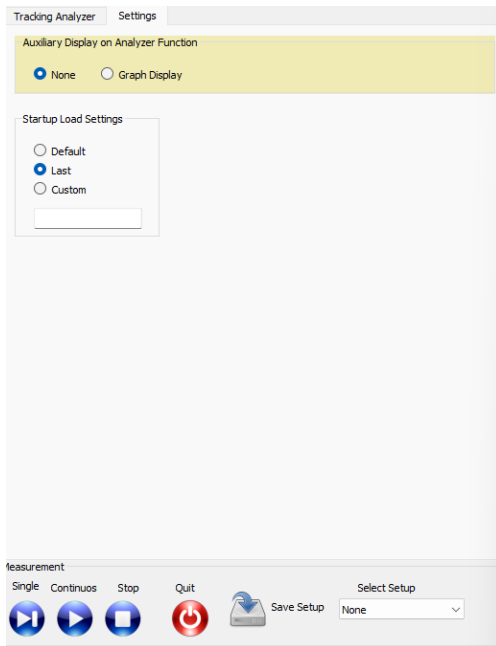 Tracking Analyzer Settings
Auxiliary Display on Analyzer Function
None Graph Display
Startup Load Settings
Default
Last
Custom
Measurement
Single Continuos Stop Quit Select Setup
Save Setup None